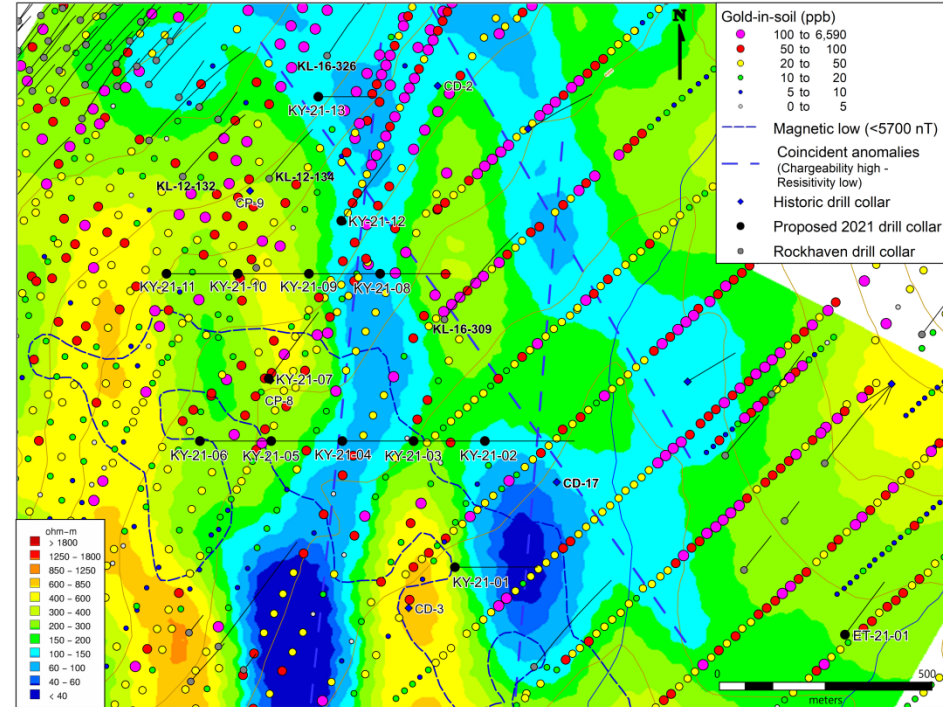 Gold-in-soil (ppb)
100 to 6,590
50 to 100
20 to 50
10 to 20
5 to 10
0 to 5
Magnetic low (<5700 nT)
Coincident anomalies
(Chargeability high -
Resisitivity low)
Historic drill collar
Proposed 2021 drill collar
Rockhaven drill collar
N
KL-16-326
CD-2
KY-21-13
KL-12-132
KL-12-134
CP-9
KY-21-12
KY-21-11
KY-21-10
KY-21-09
KY-21-08
KL-16-309
KY-21-07
CP-8
KY-21-06
KY-21-05
KY-21-04
KY-21-03
KY-21-02
CD-17
KY-21-01
CD-3
ET-21-01
ohm-m
> 1800
1250 - 1800
850 - 1250
600 - 850
400 - 600
300 - 400
200 - 300
150 - 200
100 - 150
60 - 100
40 - 60
< 40
0
500
meters